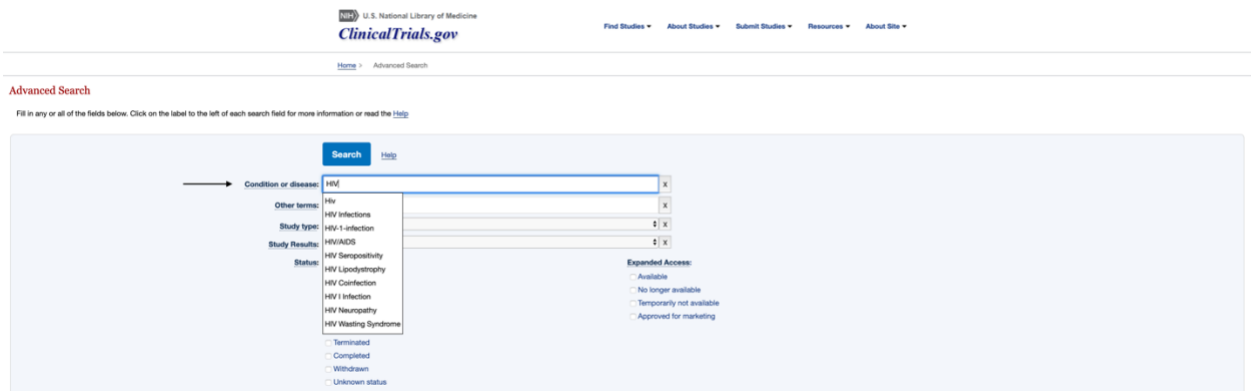 NIH U.S. National Library of Medicine
ClinicalTrials.gov
Find Studies About Studies Submit Studies Resources About Site
Home > Advanced Search
Advanced Search
Fill in any or all of the fields below. Click on the label to the left of each search field for more information or read the Help
Search Help
Condition or disease: HIV x
Other terms: x
Study type: x
Study Results: x
Hiv
HIV Infections
HIV-1-infection
HIV/AIDS
HIV Seropositivity
HIV Lipodystrophy
HIV Coinfection
HIV I Infection
HIV Neuropathy
HIV Wasting Syndrome
Status:
Terminated
Completed
Withdrawn
Unknown status
Expanded Access:
Available
No longer available
Temporarily not available
Approved for marketing